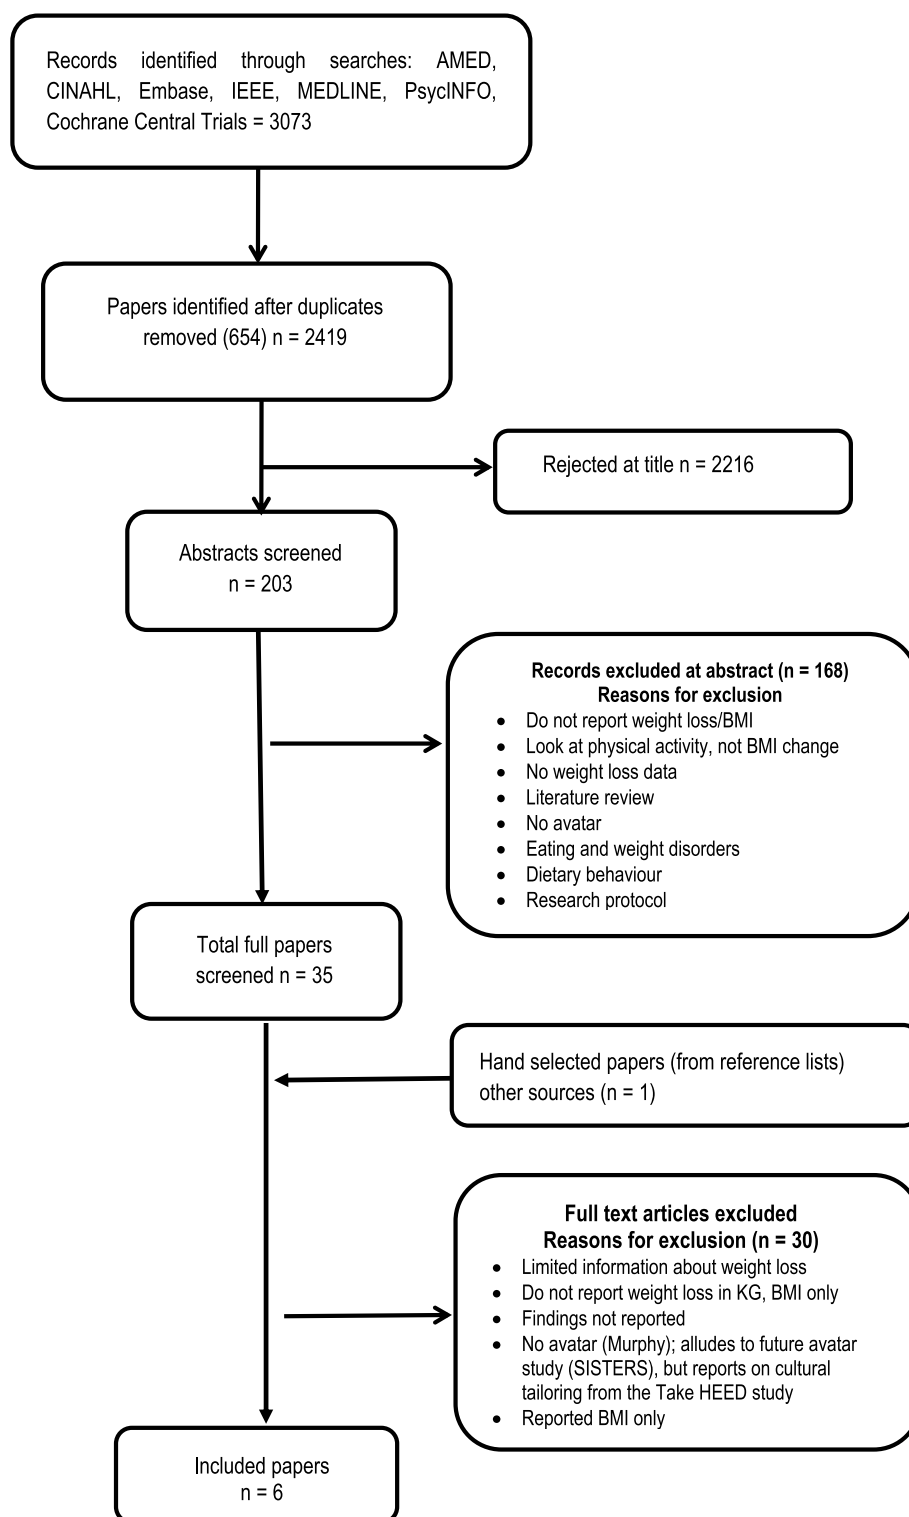 Records identified through searches: AMED,
CINAHL, Embase, IEEE, MEDLINE, PsycINFO,
Cochrane Central Trials = 3073
Papers identified after duplicates
removed (654) n = 2419
Rejected at title n = 2216
Abstracts screened
n = 203
Records excluded at abstract (n = 168)
Reasons for exclusion
• Do not report weight loss/BMI
• Look at physical activity, not BMI change
• No weight loss data
• Literature review
• No avatar
• Eating and weight disorders
• Dietary behaviour
• Research protocol
Total full papers
screened n = 35
Hand selected papers (from reference lists)
other sources (n = 1)
Full text articles excluded
Reasons for exclusion (n = 30)
• Limited information about weight loss
• Do not report weight loss in KG, BMI only
• Findings not reported
• No avatar (Murphy); alludes to future avatar
study (SISTERS), but reports on cultural
tailoring from the Take HEED study
• Reported BMI only
Included papers
n = 6